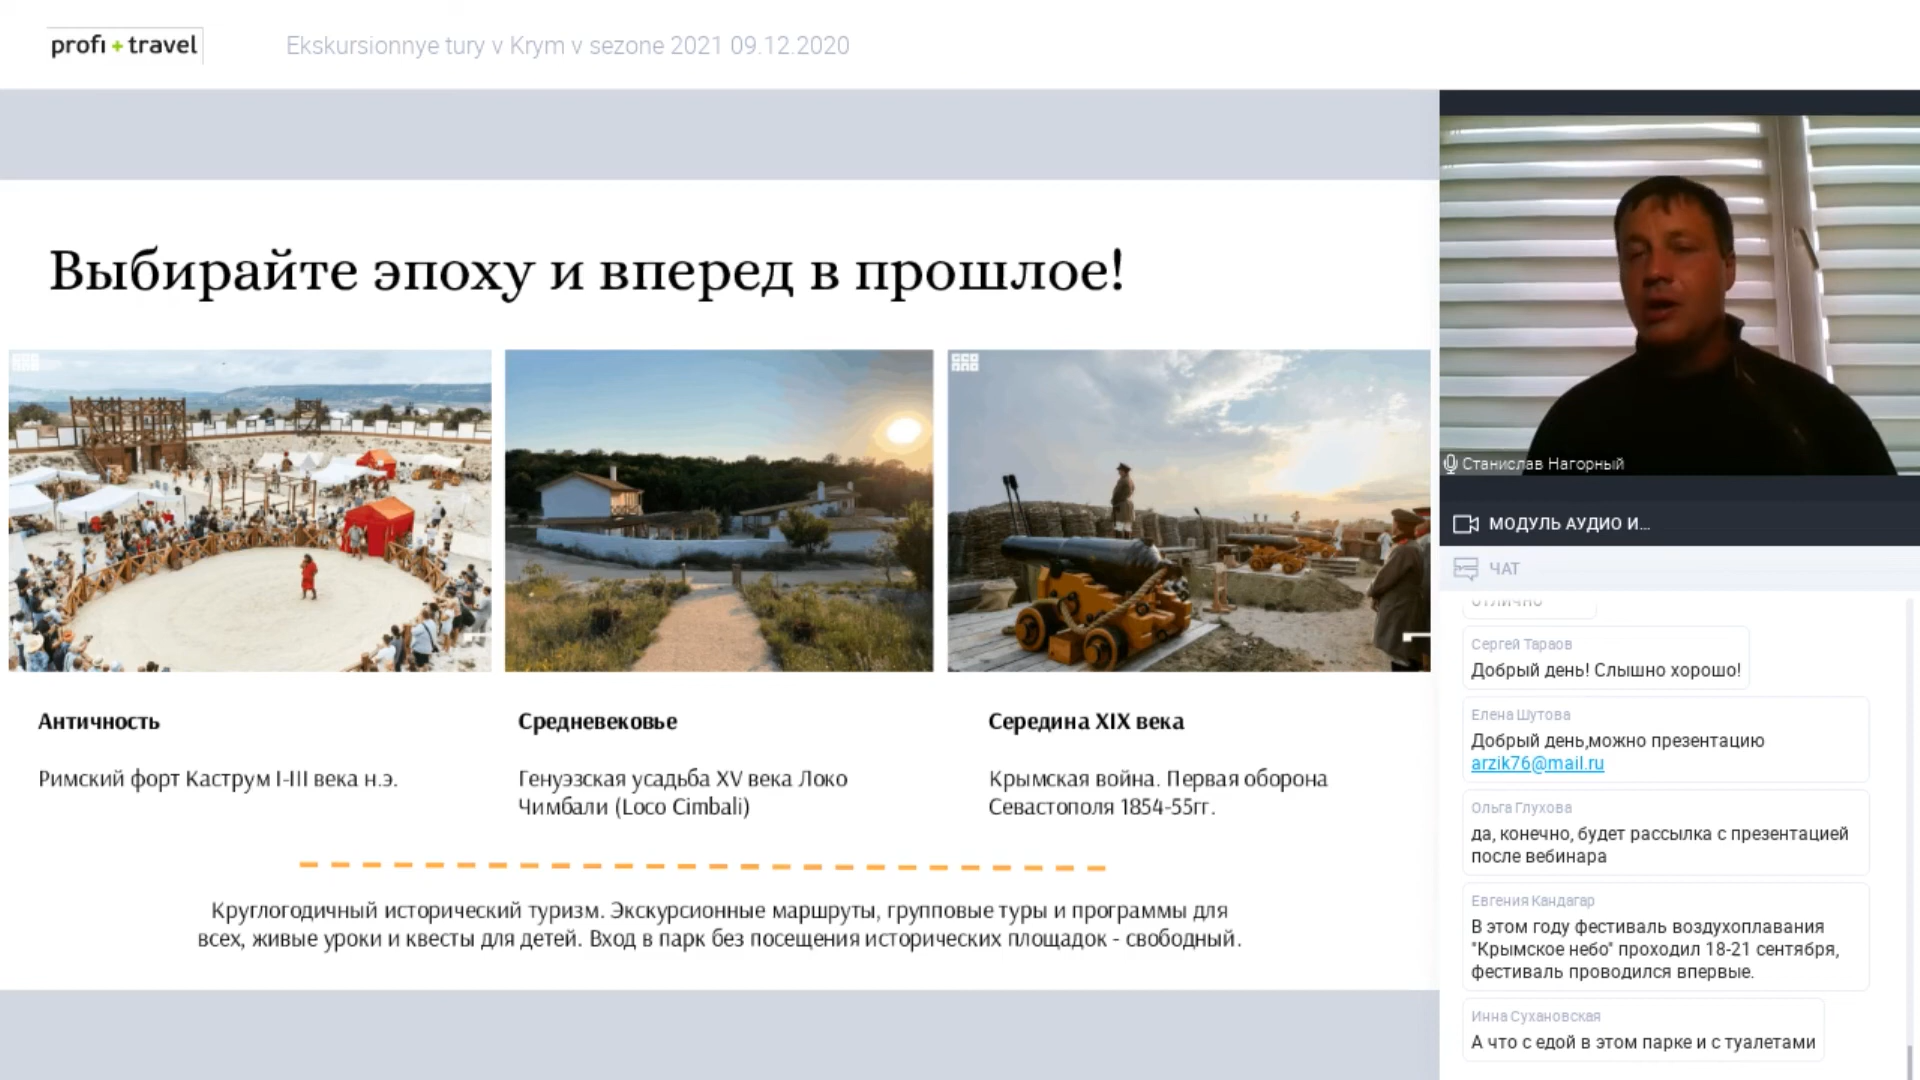 profi + travel
Ekskursionnye tury v Krym v sezone 2021 09.12.2020
Выбирайте эпоху и вперед в прошлое!
Античность
Римский форт Каструм I-III века н.э.
Средневековье
Генуэзская усадьба XV века Локо
Чимбали (Loco Cimbali)
Середина XIX века
Крымская война. Первая оборона
Севастополя 1854-55гг.
Круглогодичный исторический туризм. Экскурсионные маршруты, групповые туры и программы для
всех, живые уроки и квесты для детей. Вход в парк без посещения исторических площадок - свободный.
Станислав Нагорный
МОДУЛЬ АУДИО И...
ЧАТ
отлично
Сергей Тараов
Добрый день! Слышно хорошо!
Елена Шутова
Добрый день,можно презентацию
arzik76@mail.ru
Ольга Глухова
да, конечно, будет рассылка с презентацией
после вебинара
Евгения Кандагар
В этом году фестиваль воздухоплавания
"Крымское небо" проходил 18-21 сентября,
фестиваль проводился впервые.
Инна Сухановская
А что с едой в этом парке и с туалетами